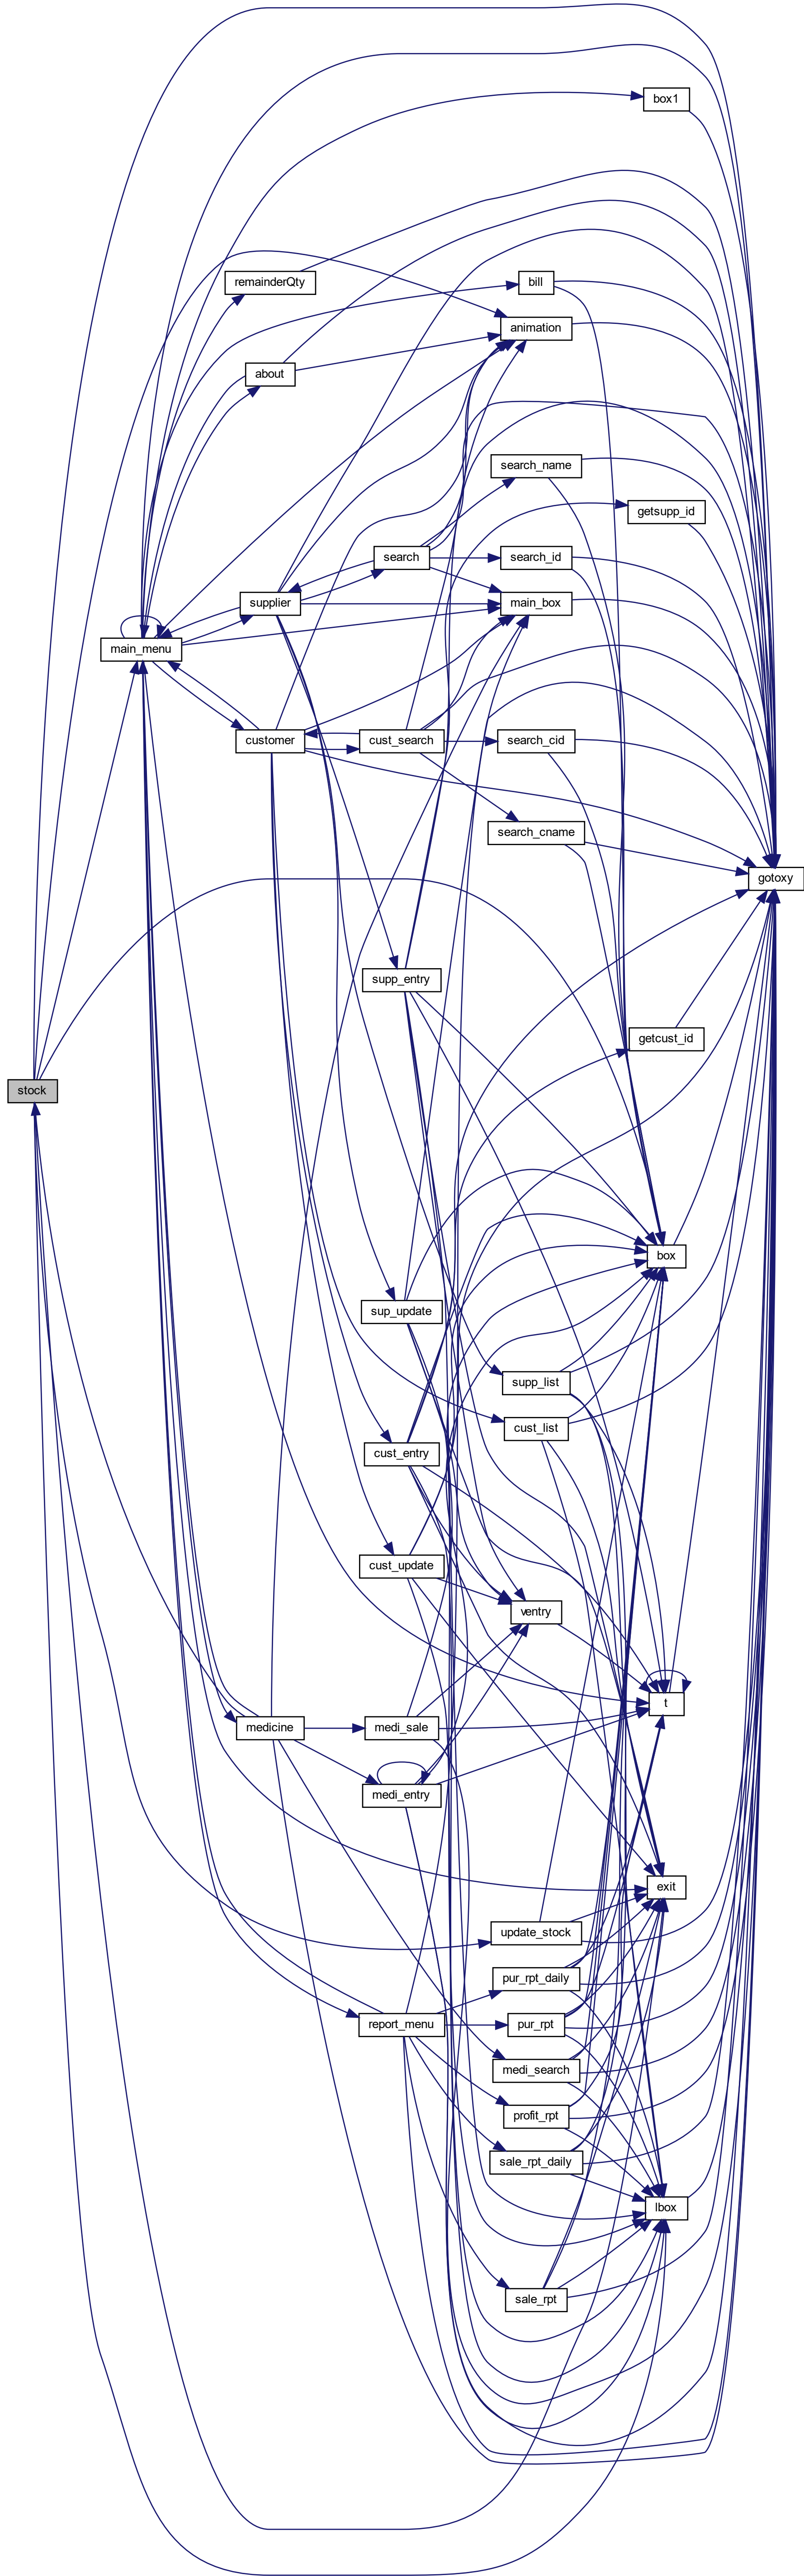 box1
remainderQty
bill
animation
about
search_name
getsupp_id
search
search_id
supplier
main_box
main_menu
customer
cust_search
search_cid
search_cname
gotoxy
supp_entry
getcust_id
stock
box
sup_update
supp_list
cust_list
cust_entry
cust_update
ventry
t
medicine
medi_sale
medi_entry
exit
update_stock
pur_rpt_daily
report_menu
pur_rpt
medi_search
profit_rpt
sale_rpt_daily
lbox
sale_rpt